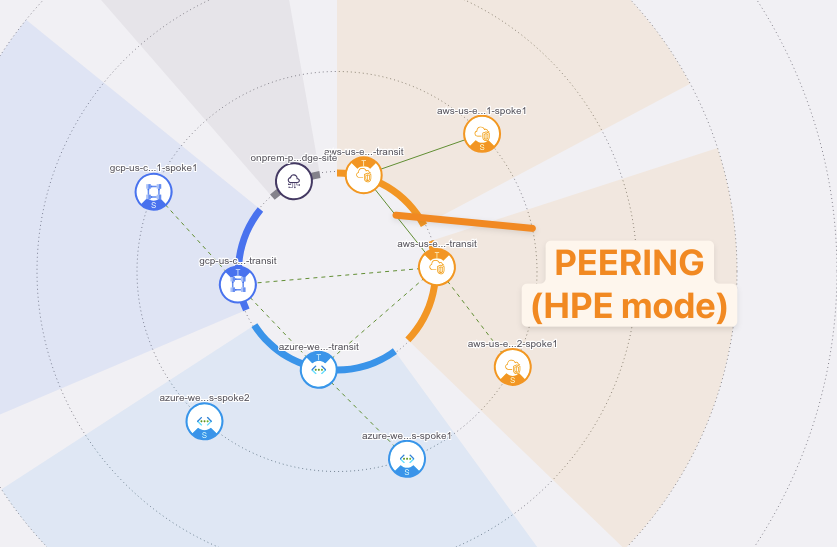 aws-us-e...1-spoke1
aws-us-e...-transit
T
onprem-p...dge-site
S
gcp-us-c...1-spoke1
S
aws-us-e...-transit
T
PEERING
(HPE mode)
gcp-us-c...-transit
T
aws-us-e...2-spoke1
S
azure-we...-transit
T
azure-we...s-spoke2
S
azure-we...s-spoke1
S